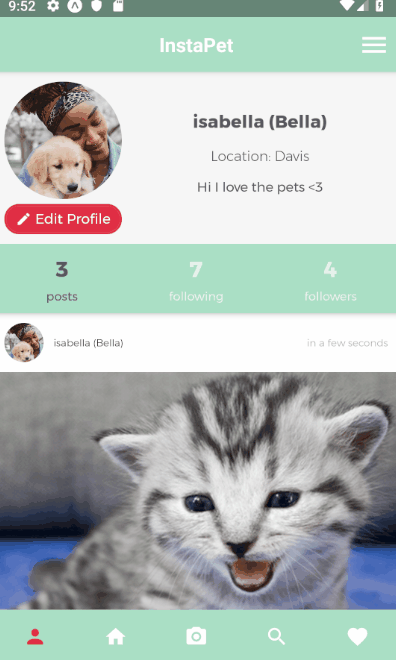 9:52
InstaPet
isabella (Bella)
Location: Davis
Hi I love the pets <3
Edit Profile
3 7 4
posts following followers
isabella (Bella) in a few seconds